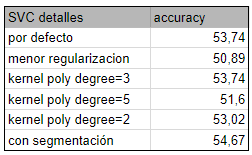 SVC detalles accuracy
por defecto 53,74
menor regularizacion 50,89
kernel poly degree=3 53,74
kernel poly degree=5 51,6
kernel poly degree=2 53,02
con segmentación 54,67